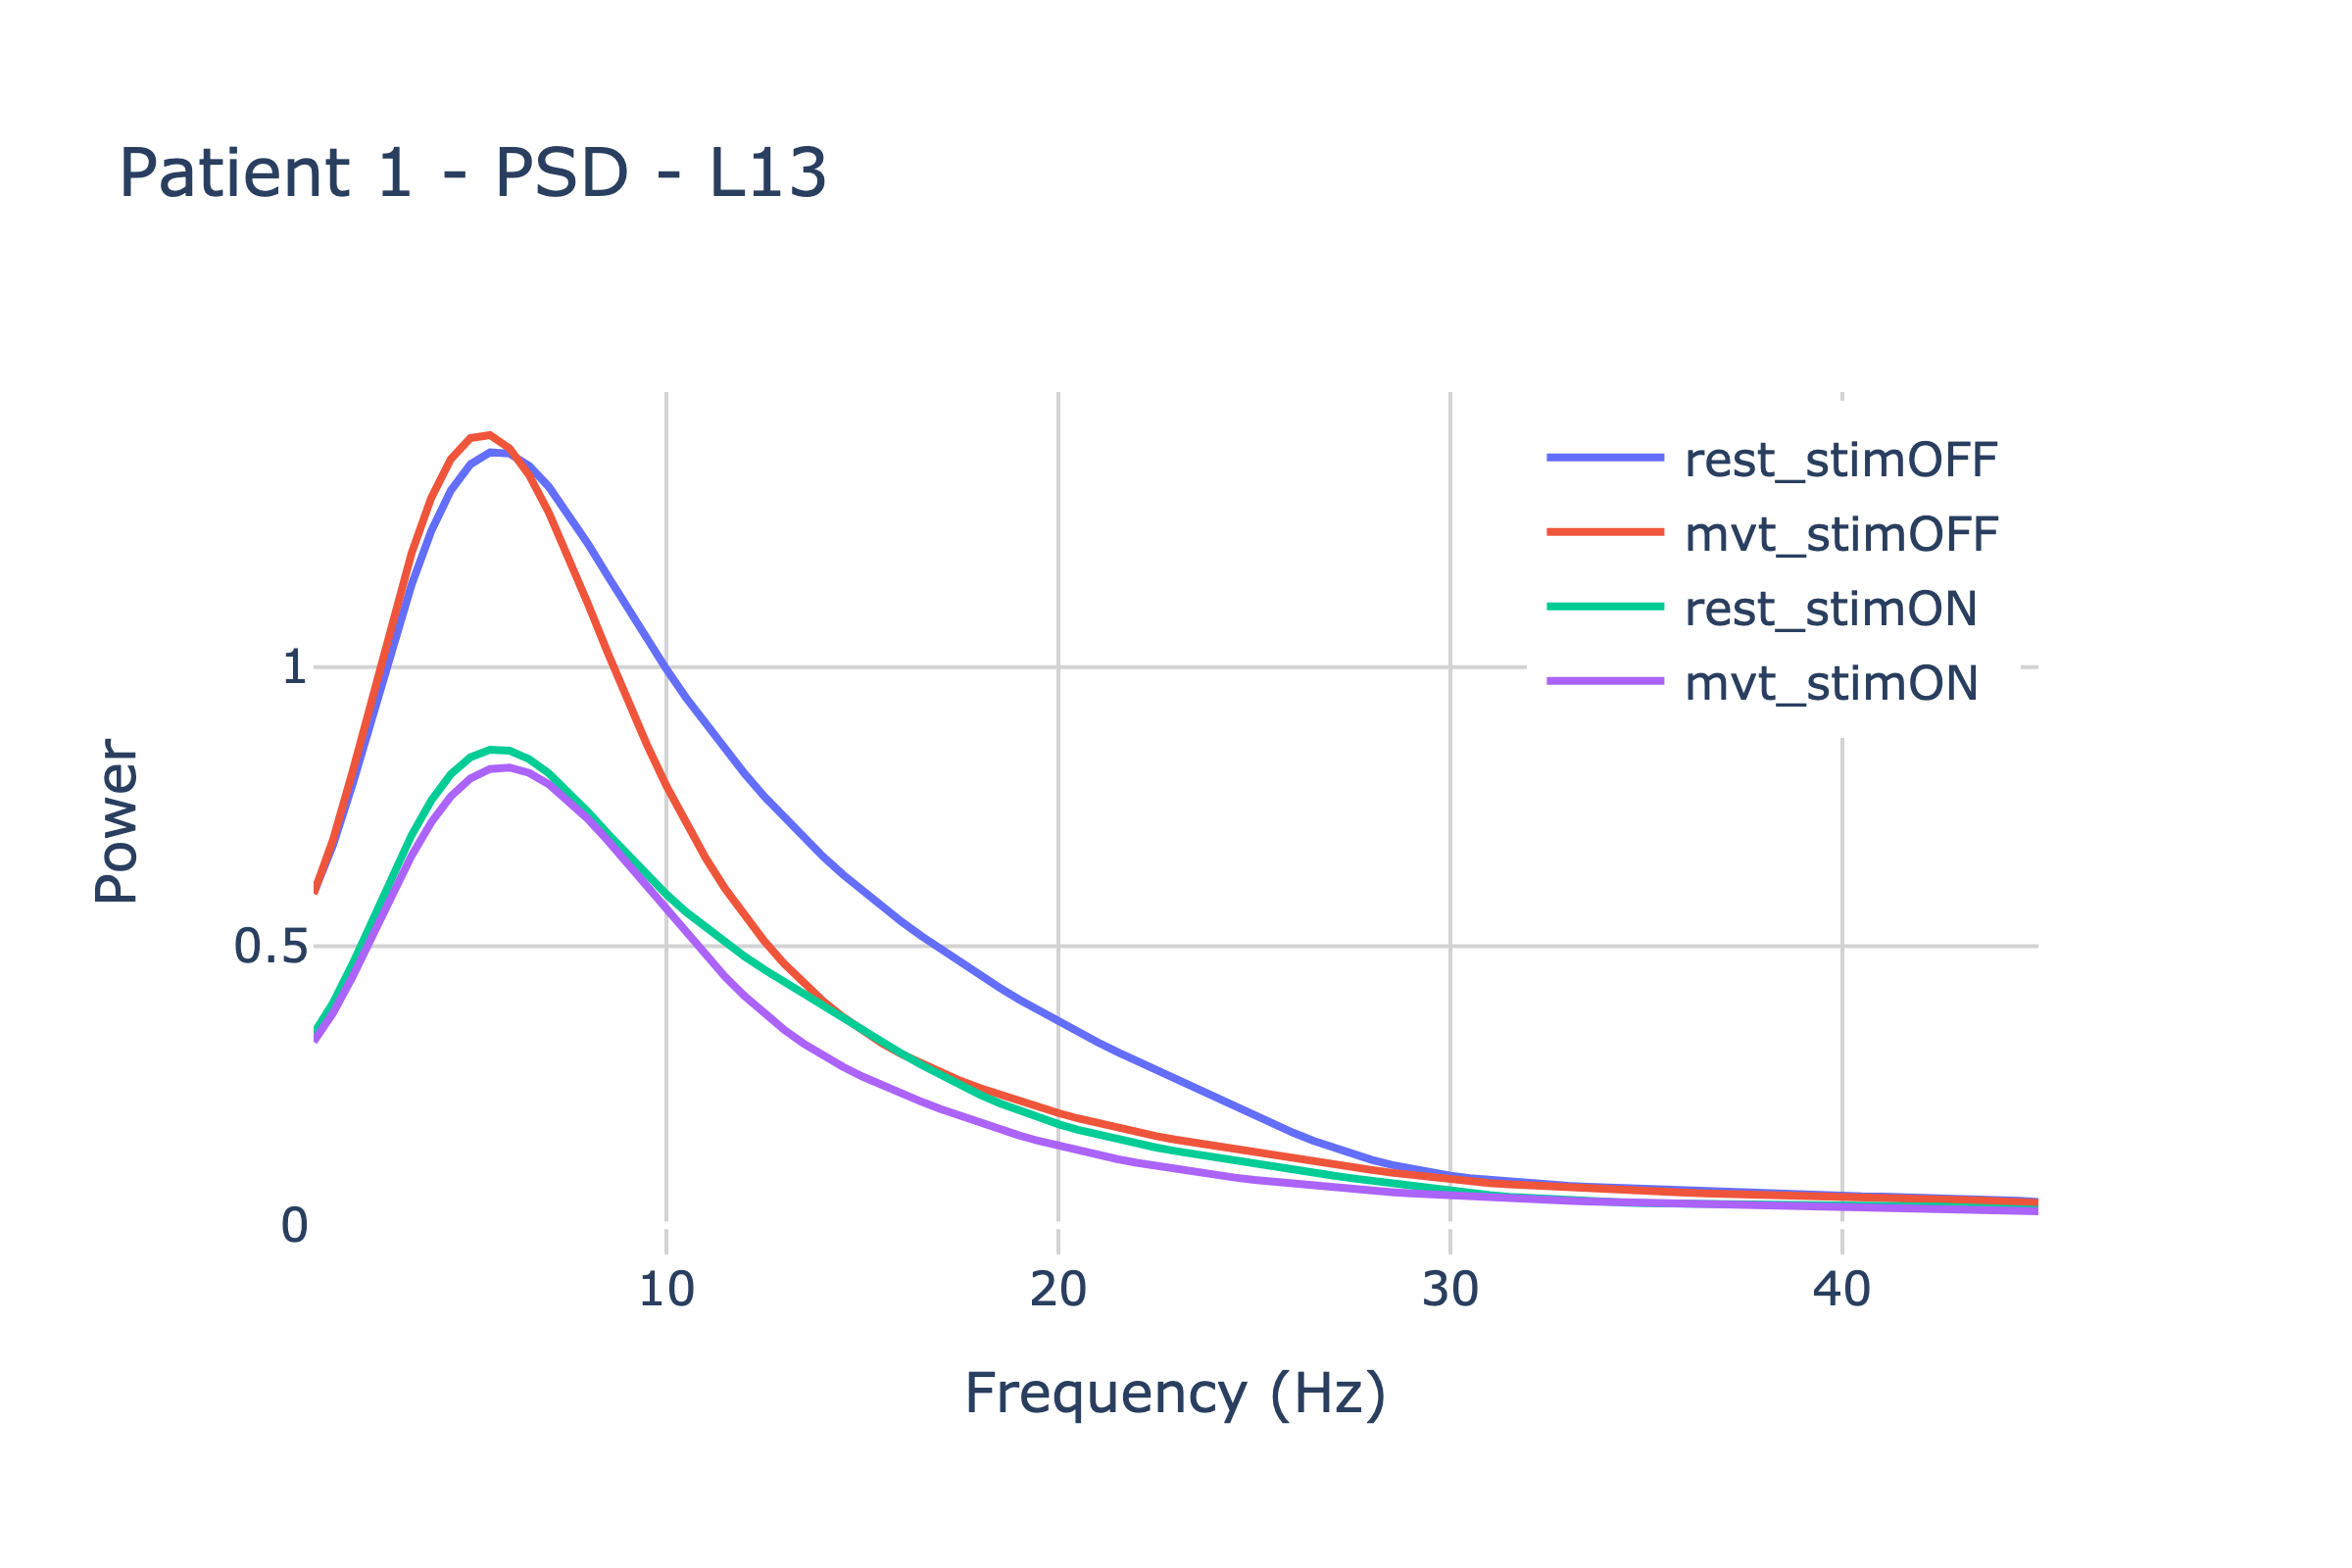 Patient 1 - PSD - L13
rest_stimOFF
mvt_stimOFF
rest_stimON
mvt_stimON
Power
1
0.5
0
10
20
30
40
Frequency (Hz)